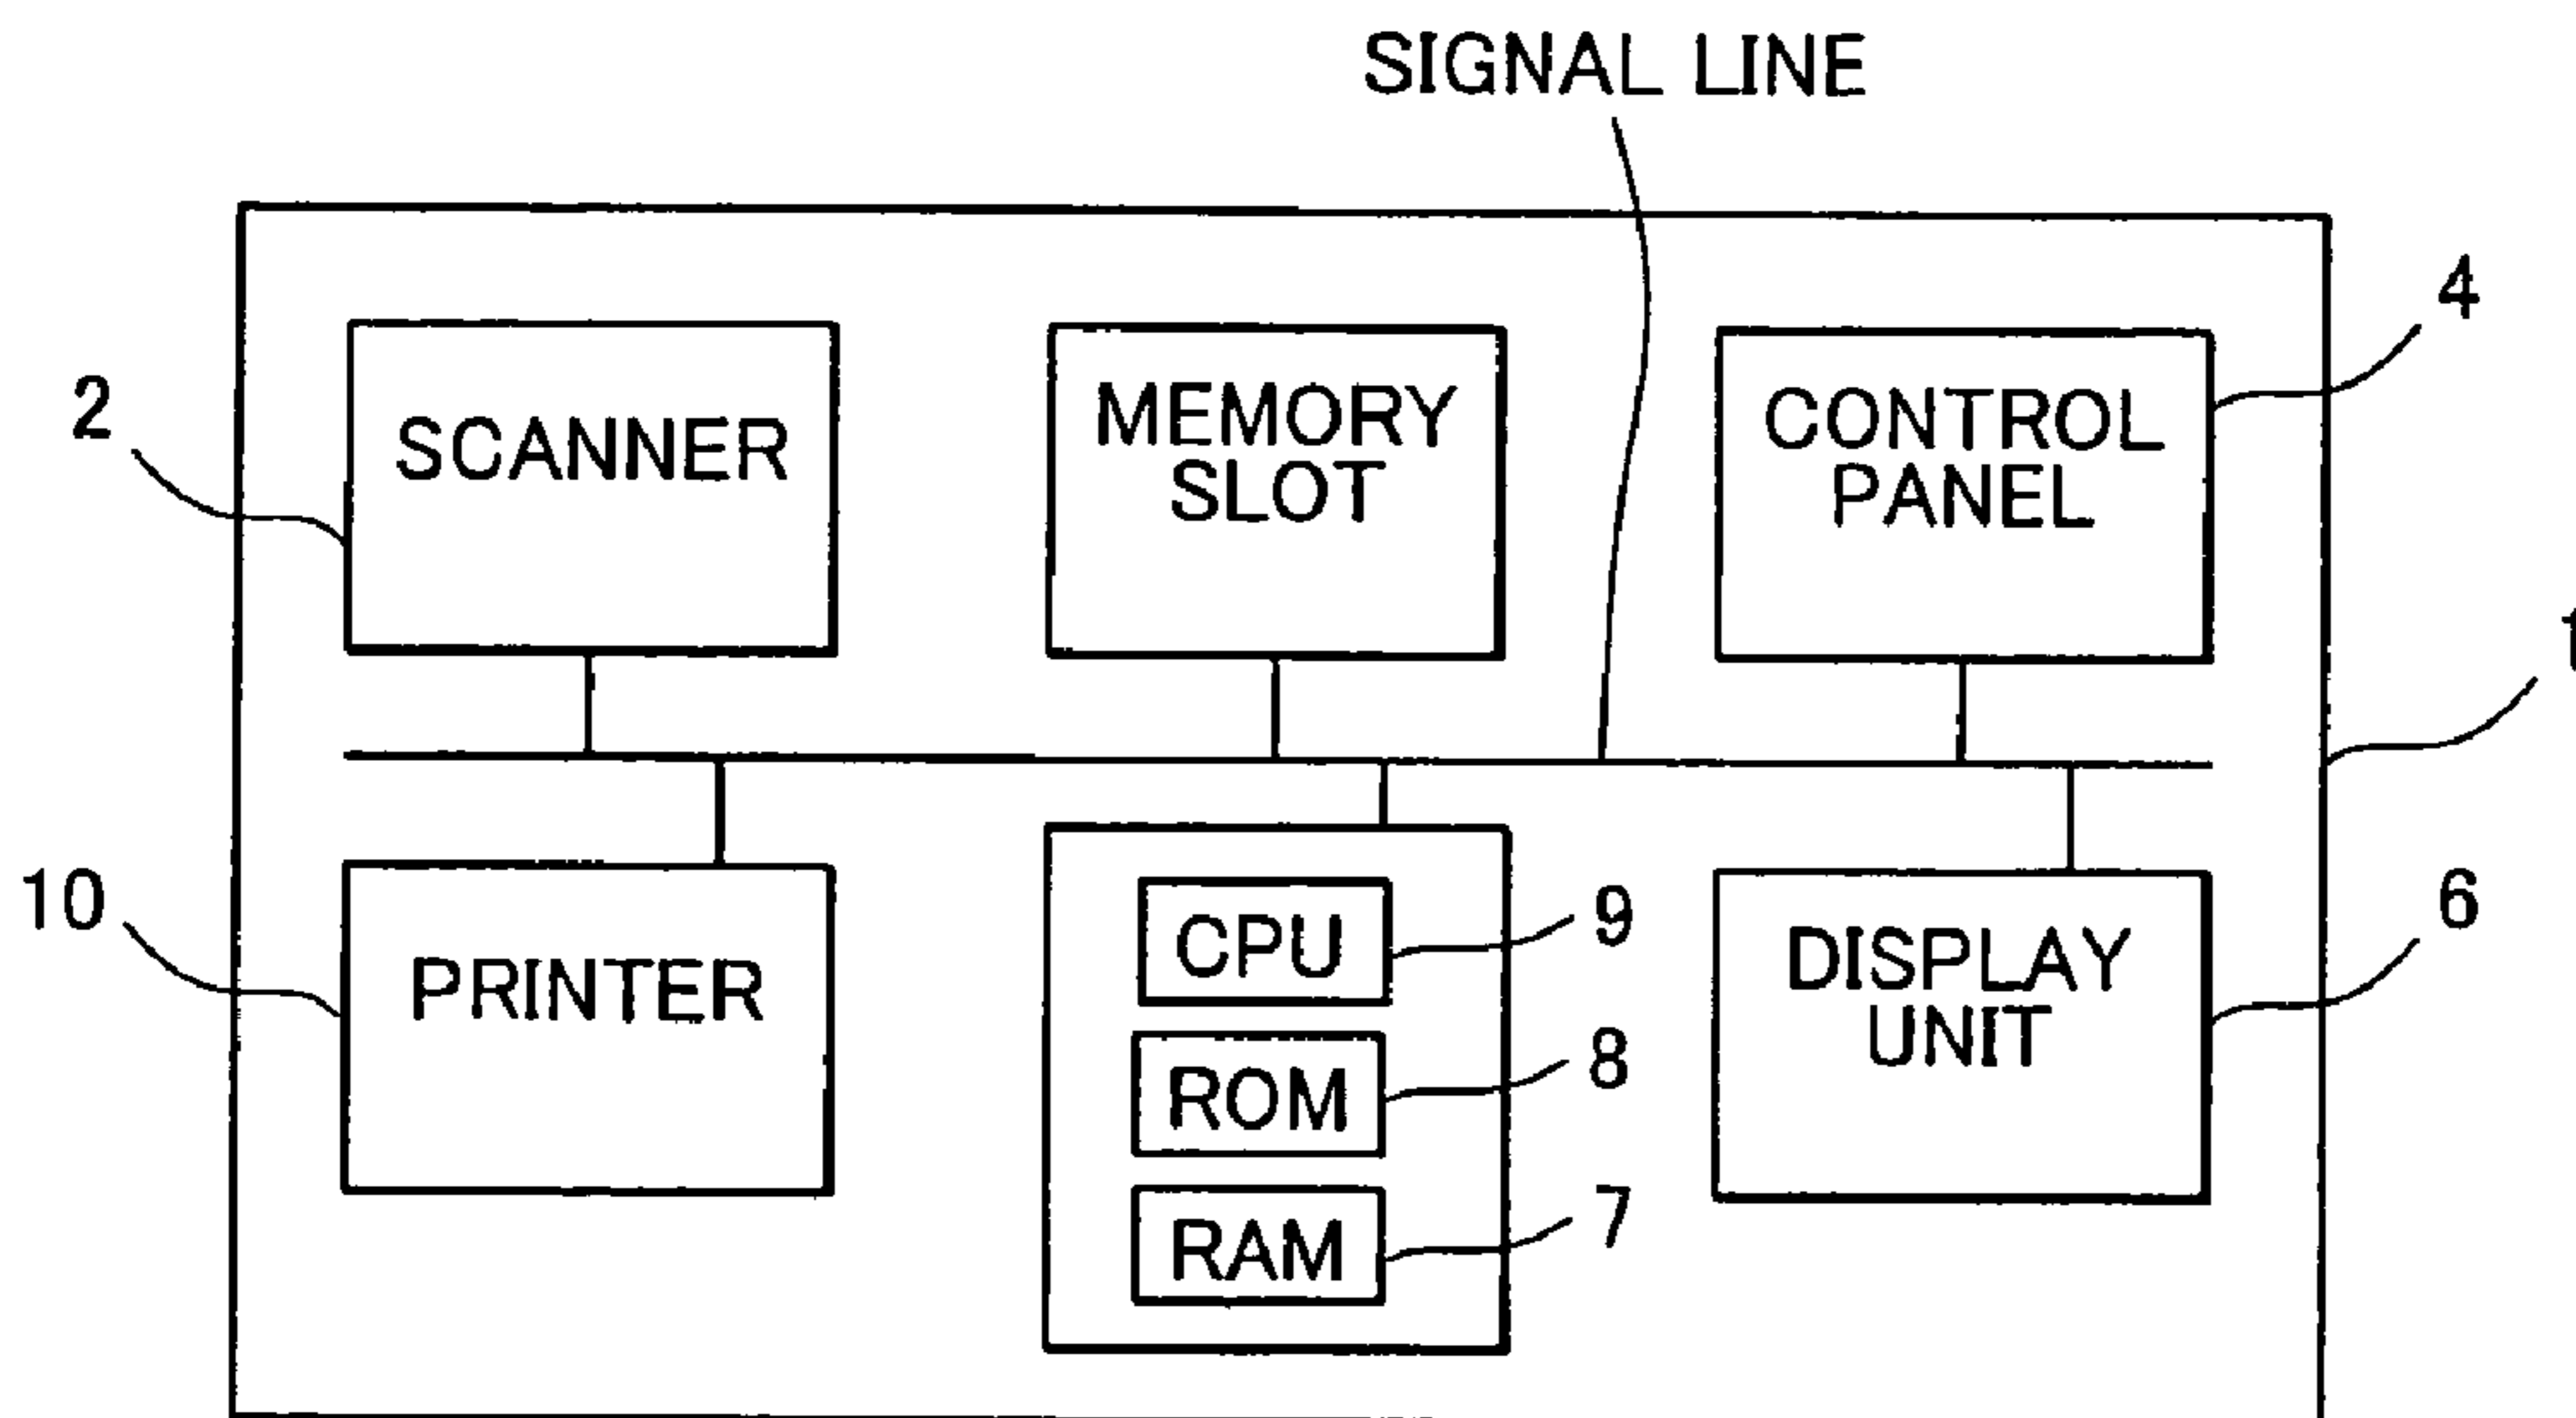 SIGNAL LINE
4
2
SCANNER
MEMORY
SLOT
CONTROL
PANEL
10
PRINTER
CPU
9
ROM
8
RAM
7
DISPLAY
UNIT
6